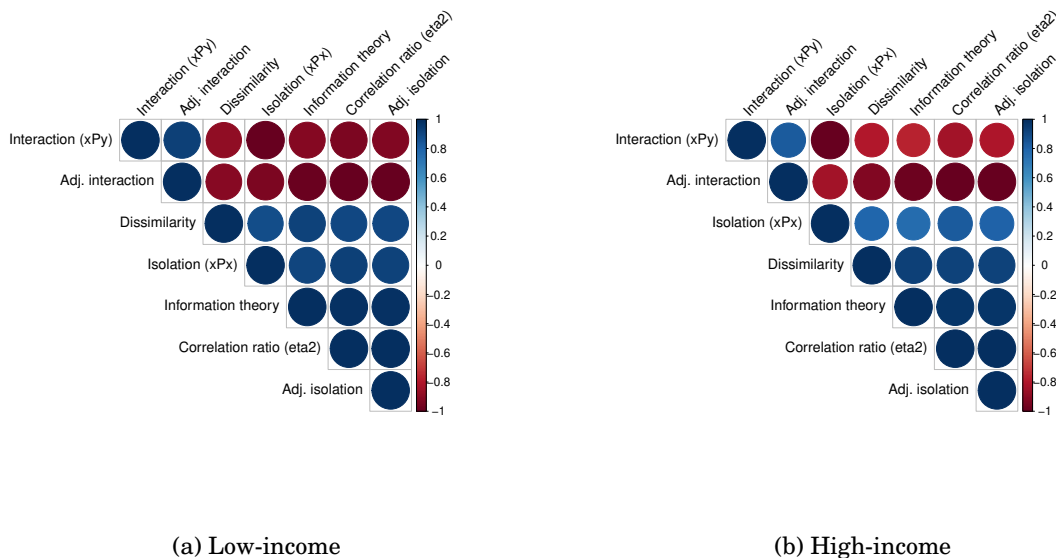 Interaction (xPy)
Adj. interaction
Dissimilarity
Isolation (xPx)
Information theory
Correlation ratio (eta2)
Adj. isolation
Interaction (xPy)
Adj. interaction
Dissimilarity
Isolation (xPx)
Information theory
Correlation ratio (eta2)
Adj. isolation
1
0.8
0.6
0.4
0.2
0
−0.2
−0.4
−0.6
−0.8
−1
(a) Low-income
Interaction (xPy)
Adj. interaction
Isolation (xPx)
Dissimilarity
Information theory
Correlation ratio (eta2)
Adj. isolation
Interaction (xPy)
Adj. interaction
Isolation (xPx)
Dissimilarity
Information theory
Correlation ratio (eta2)
Adj. isolation
1
0.8
0.6
0.4
0.2
0
−0.2
−0.4
−0.6
−0.8
−1
(b) High-income